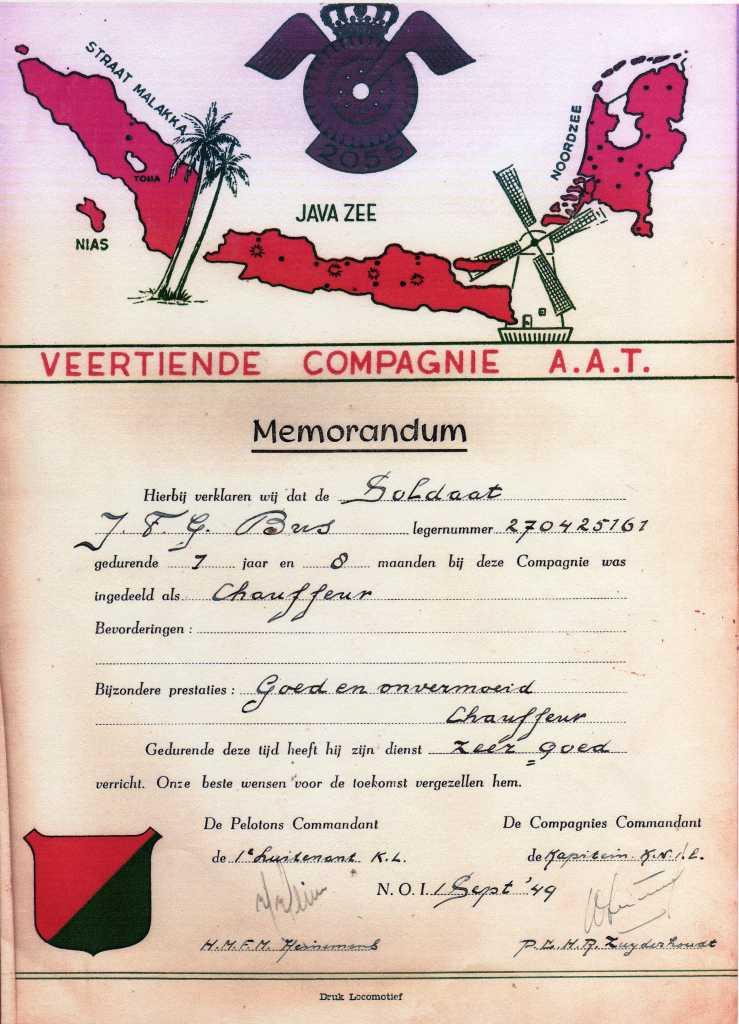 STRAAT MALAKKA
TOBA
NIAS
2055
JAVA ZEE
NOORDZEE
VEERTIENDE COMPAGNIE A.A.T.
Memorandum
Hierbij verklaren wij dat de Soldaat
J. F. G. Bus legernummer 270425161
gedurende 1 jaar en 8 maanden bij deze Compagnie was
ingedeeld als Chauffeur
Bevorderingen :
Bijzondere prestaties : Goed en onvermoeid
Chauffeur
Gedurende deze tijd heeft hij zijn dienst zeer goed
verricht. Onze beste wensen voor de toekomst vergezellen hem.
De Pelotons Commandant
de 1e Luitenant K.L.
De Compagnies Commandant
de Kapitein K.N.I.L.
N.O.I. 1 Sept '49
H.M.F.M.
P.L.H.R. Zuyderhoudt
Druk Locomotief